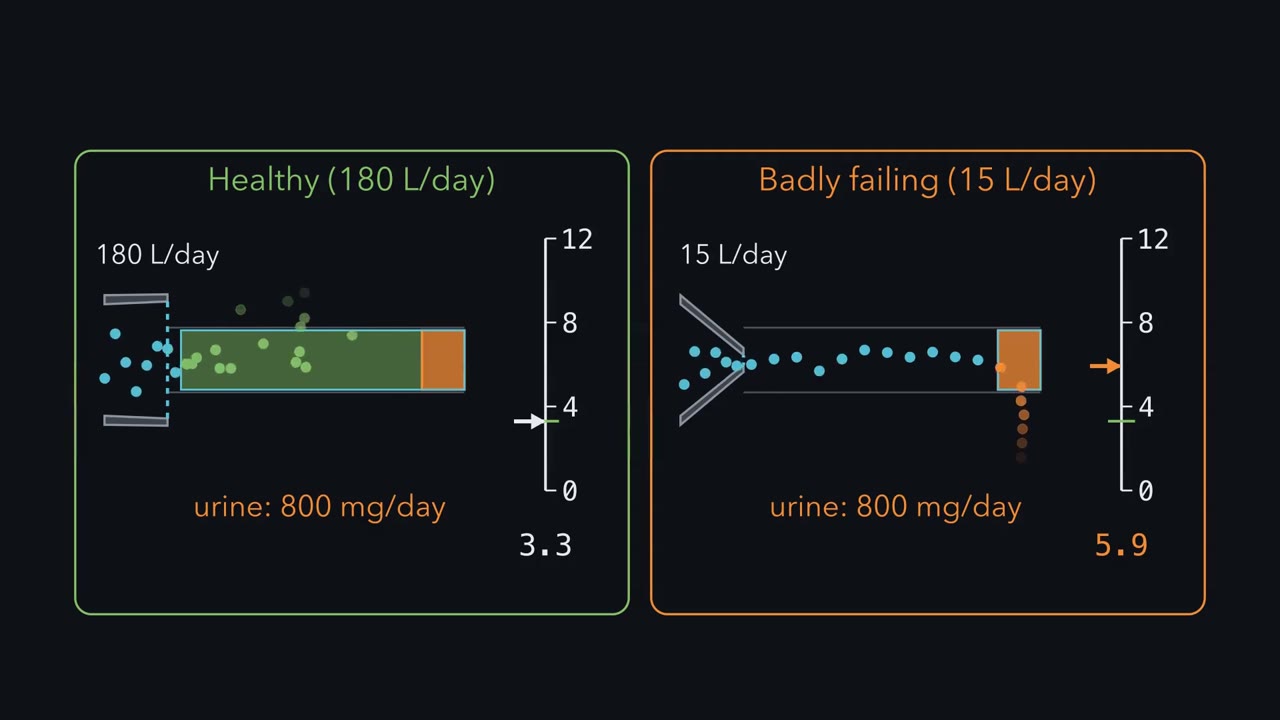 Healthy (180 L/day)
180 L/day
12
8
4
0
urine: 800 mg/day
3.3
Badly failing (15 L/day)
15 L/day
12
8
4
0
urine: 800 mg/day
5.9